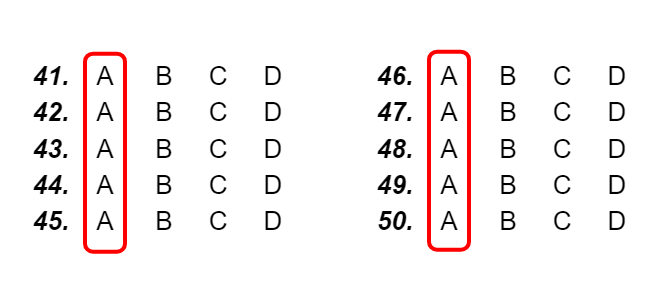 41. A B C D
42. A B C D
43. A B C D
44. A B C D
45. A B C D
46. A B C D
47. A B C D
48. A B C D
49. A B C D
50. A B C D